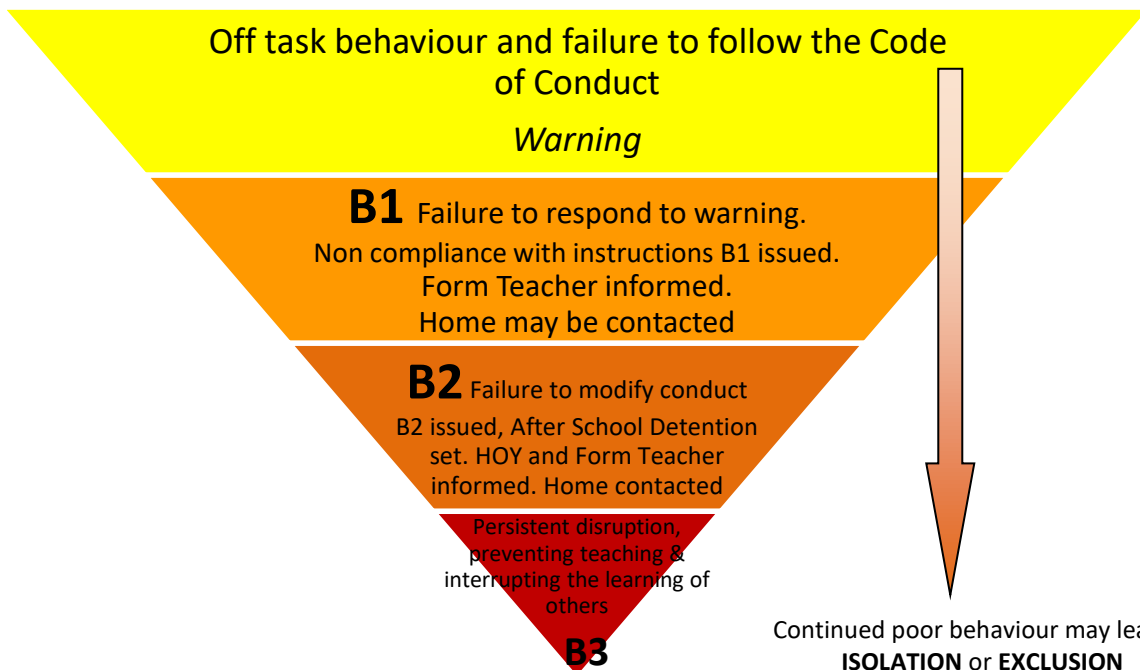 Off task behaviour and failure to follow the Code
of Conduct
Warning
B1 Failure to respond to warning.
Non compliance with instructions B1 issued.
Form Teacher informed.
Home may be contacted
B2 Failure to modify conduct
B2 issued, After School Detention
set. HOY and Form Teacher
informed. Home contacted
Persistent disruption,
preventing teaching &
interrupting the learning of
others
B3
Continued poor behaviour may lea
ISOLATION or EXCLUSION